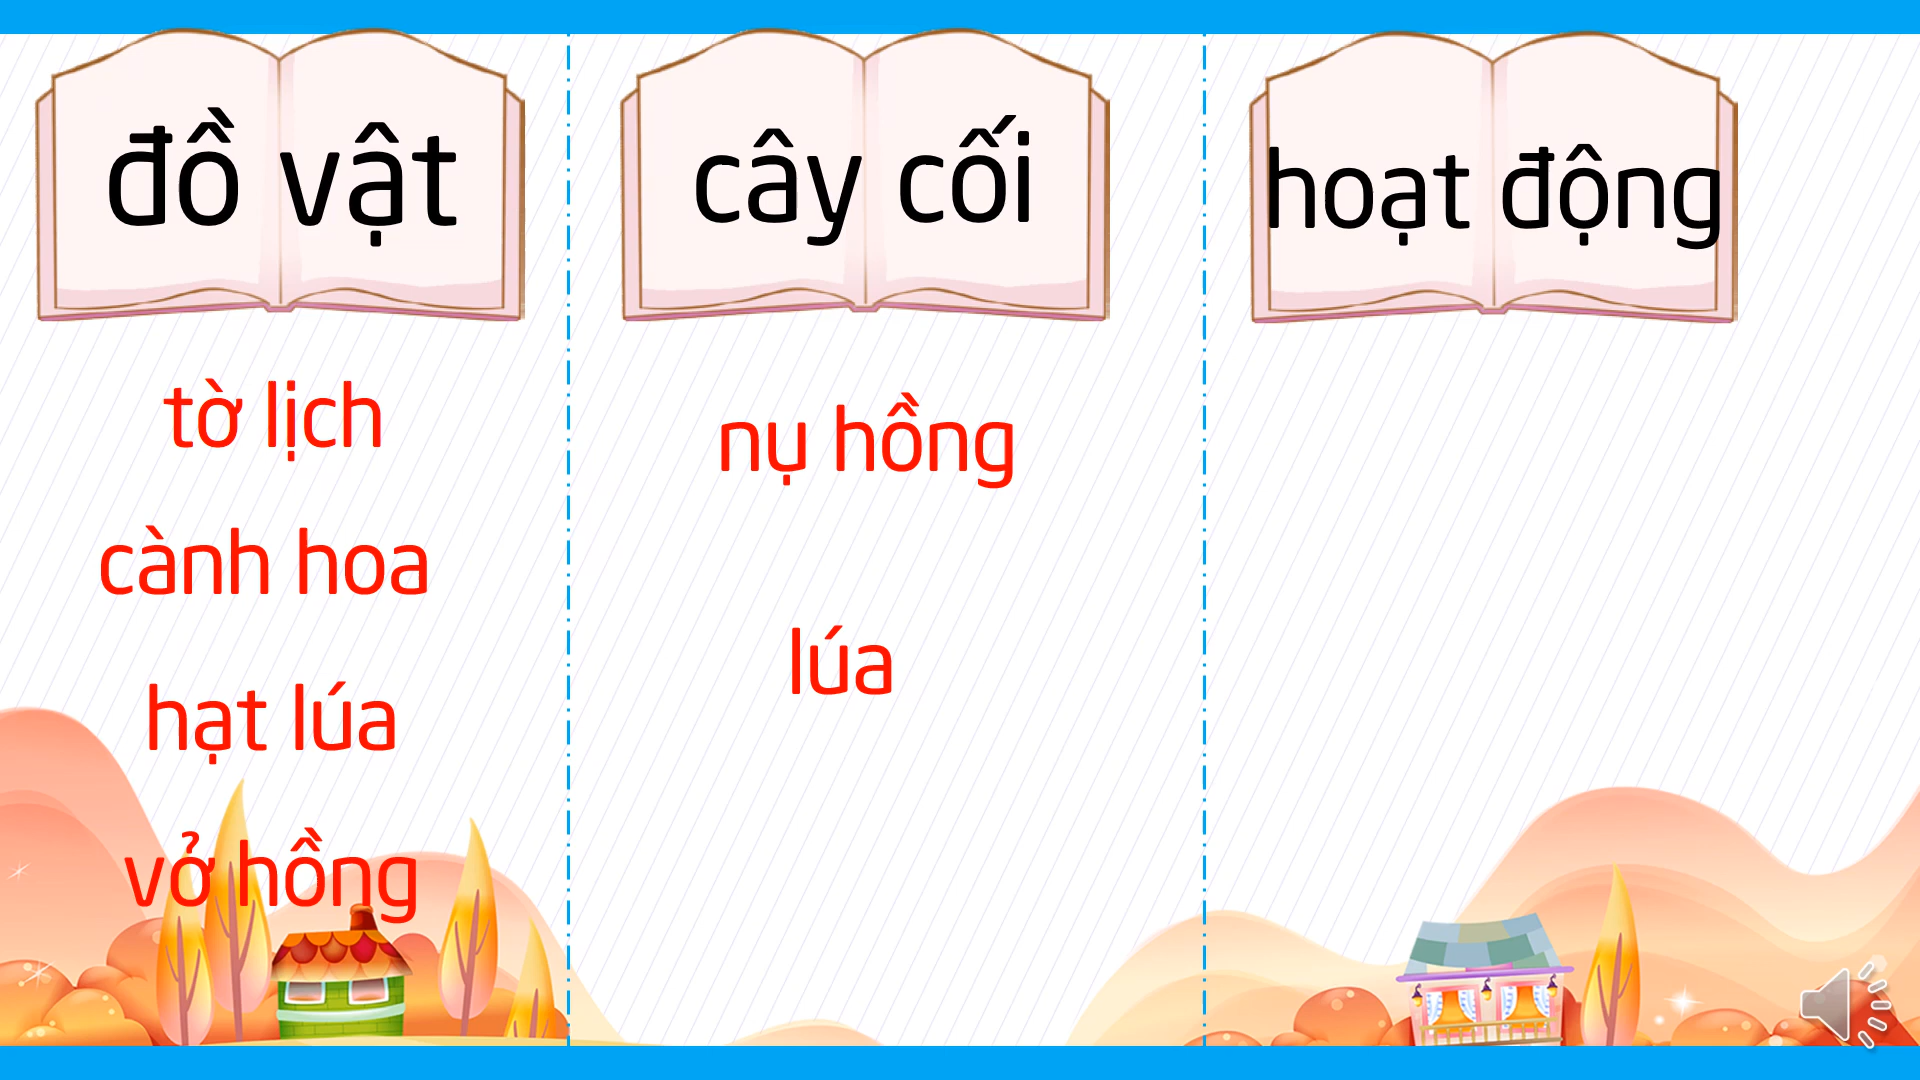 đồ vật
tờ lịch
cành hoa
hạt lúa
vở hồng
cây cối
nụ hồng
lúa
hoạt động